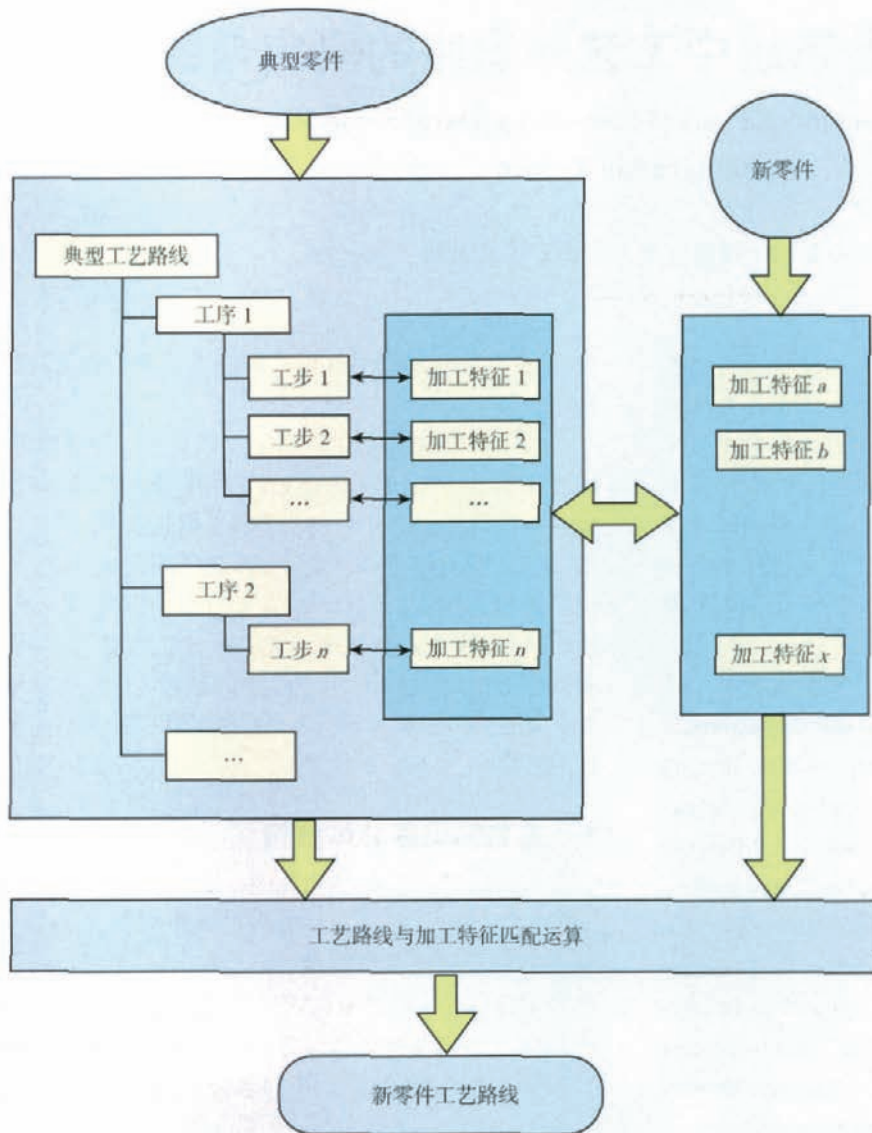 典型零件
新零件
典型工艺路线
工序 1
工步 1
加工特征 1
工步 2
加工特征 2
...
...
工序 2
工步 n
加工特征 n
...
加工特征 a
加工特征 b
加工特征 x
工艺路线与加工特征匹配运算
新零件工艺路线